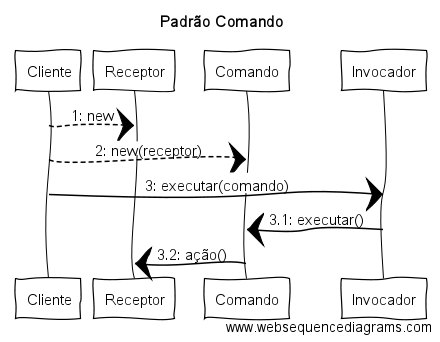 Padrão Comando
Cliente Receptor Comando Invocador
1: new
2: new(receptor)
3: executar(comando)
3.1: executar()
3.2: ação()
Cliente Receptor Comando Invocador
www.websequencediagrams.com